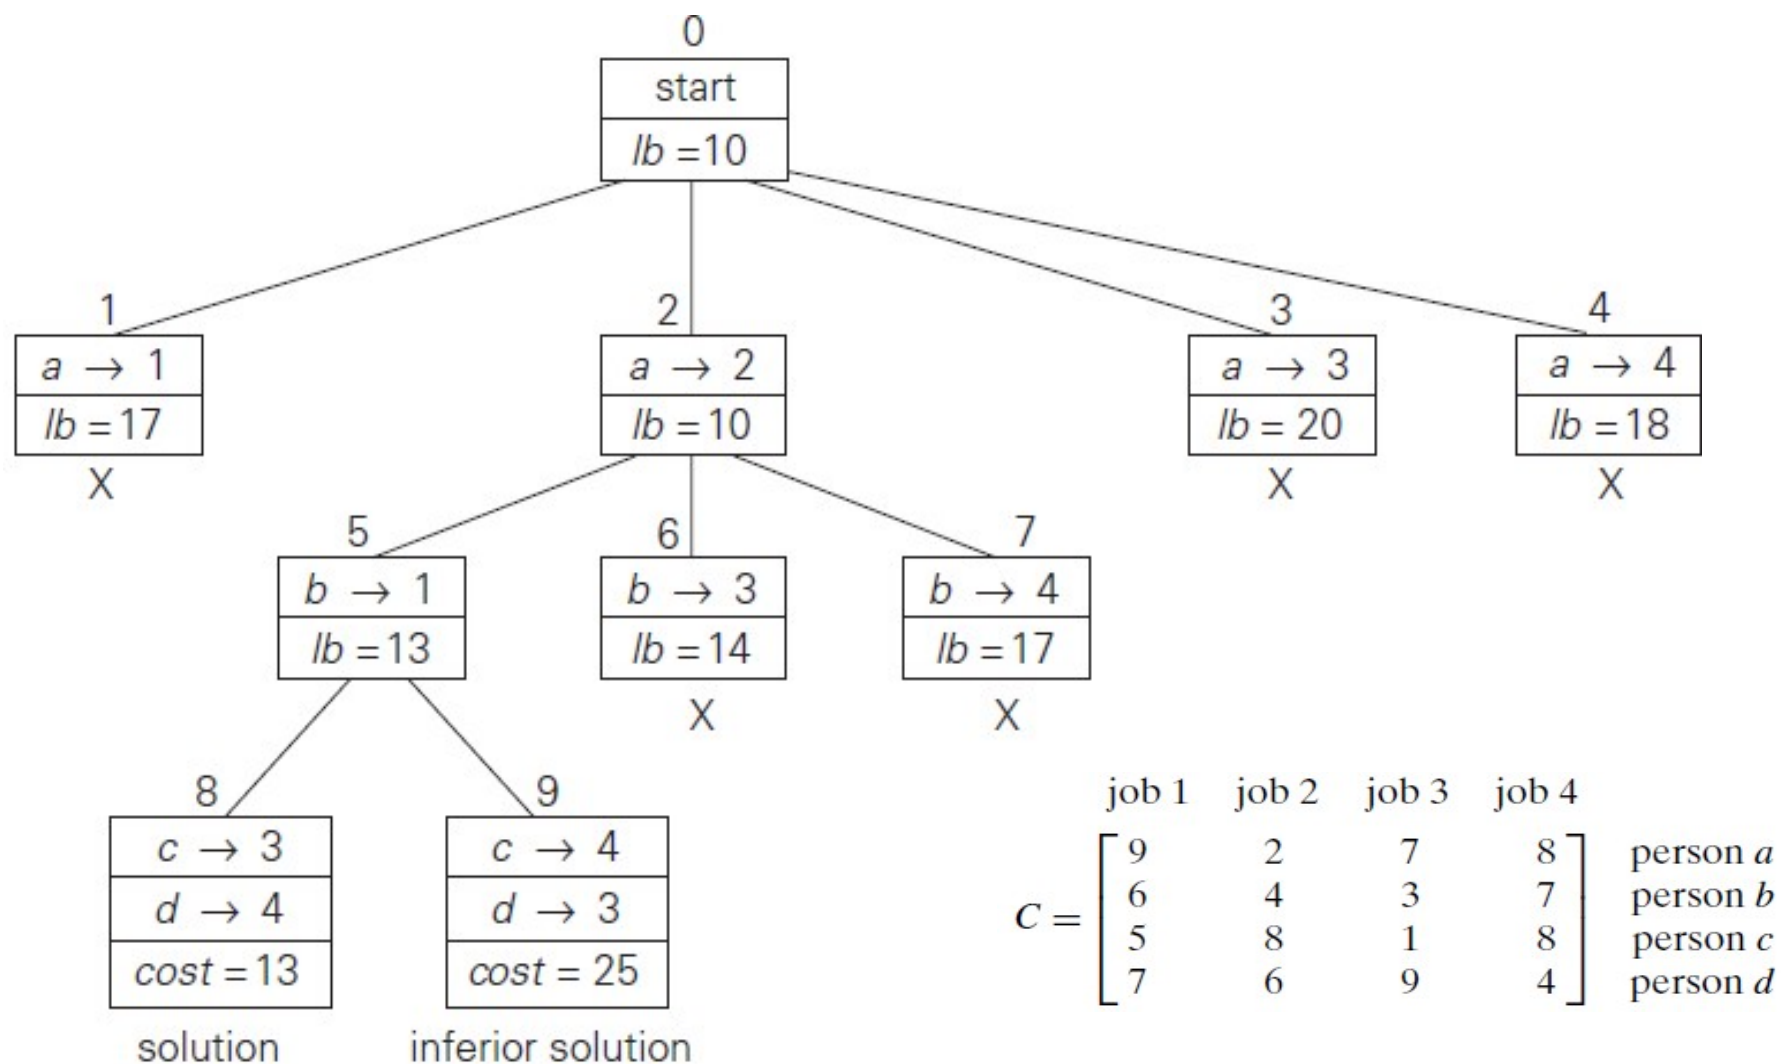 0
start
lb =10
1
2
3
4
a → 1
a → 2
a → 3
a → 4
lb =17
lb =10
lb = 20
lb =18
X
X
X
5
6
7
b → 1
b → 3
b → 4
lb =13
lb =14
lb =17
X
X
8
9
c → 3
c → 4
d → 4
d → 3
cost =13
cost = 25
solution
inferior solution
job 1 job 2 job 3 job 4
9 2 7 8 person a
6 4 3 7 person b
C =
5 8 1 8 person c
7 6 9 4 person d